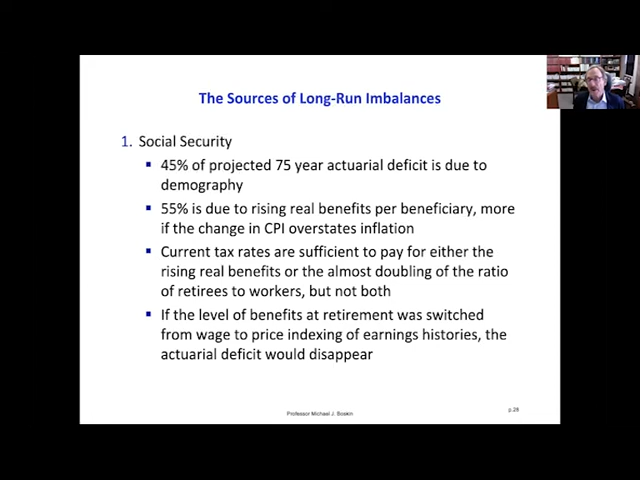 The Sources of Long-Run Imbalances
1. Social Security
▪ 45% of projected 75 year actuarial deficit is due to
demography
▪ 55% is due to rising real benefits per beneficiary, more
if the change in CPI overstates inflation
▪ Current tax rates are sufficient to pay for either the
rising real benefits or the almost doubling of the ratio
of retirees to workers, but not both
▪ If the level of benefits at retirement was switched
from wage to price indexing of earnings histories, the
actuarial deficit would disappear
Professor Michael J. Boskin
p.28